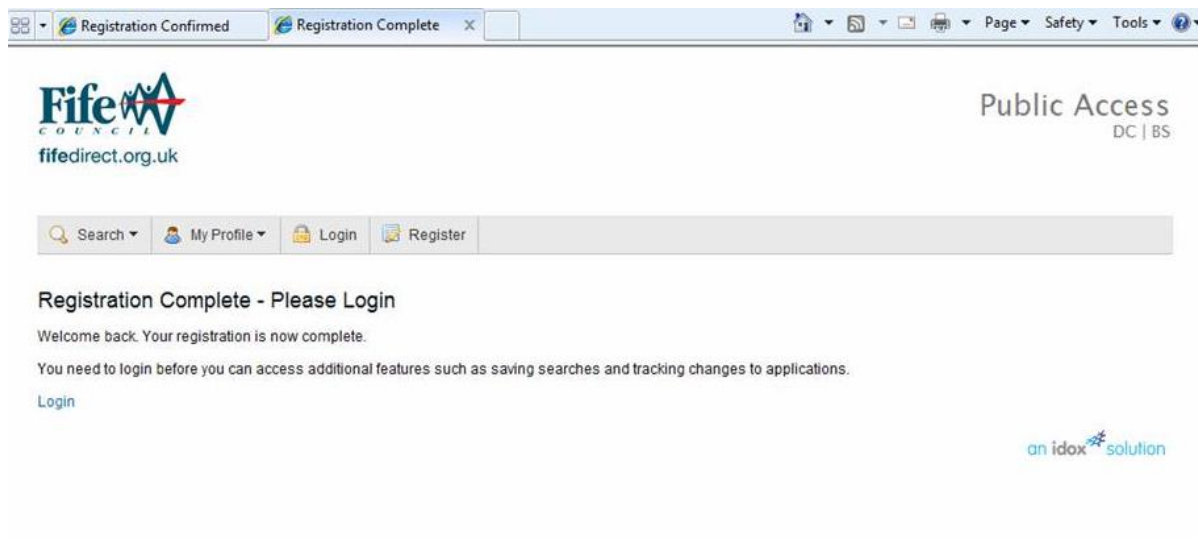 Registration Confirmed Registration Complete Page Safety Tools
Fife
COUNCIL
fifedirect.org.uk
Public Access
DC | BS
Search My Profile Login Register
Registration Complete - Please Login
Welcome back. Your registration is now complete.
You need to login before you can access additional features such as saving searches and tracking changes to applications.
Login
an idox solution